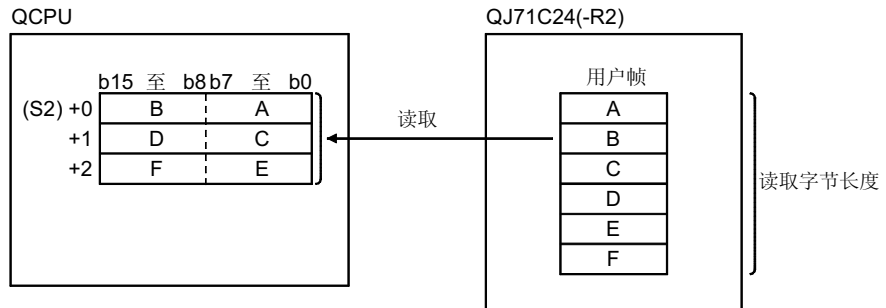 QCPU
QJ71C24(-R2)
b15 至 b8 b7 至 b0
(S2) +0 B A
+1 D C
+2 F E
读取
用户帧
A
B
C
D
E
F
读取字节长度